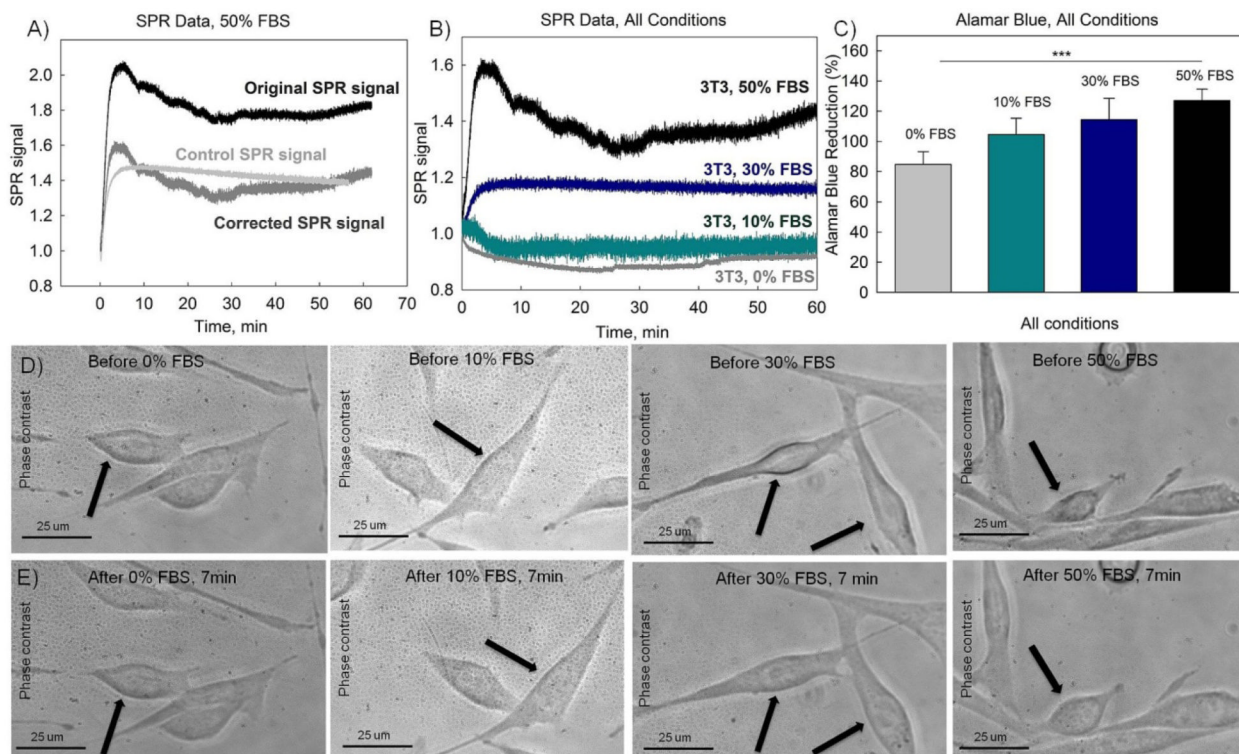 A)
SPR Data, 50% FBS
SPR signal
2.0
1.8
1.6
1.4
1.2
1.0
0.8
Original SPR signal
Control SPR signal
Corrected SPR signal
0 10 20 30 40 50 60 70
Time, min
B)
SPR Data, All Conditions
SPR signal
1.6
1.4
1.2
1.0
0.8
3T3, 50% FBS
3T3, 30% FBS
3T3, 10% FBS
3T3, 0% FBS
0 10 20 30 40 50 60
Time, min
C)
Alamar Blue, All Conditions
Alamar Blue Reduction (%)
160
140
120
100
80
60
40
20
0
***
0% FBS
10% FBS
30% FBS
50% FBS
All conditions
D)
Before 0% FBS
Phase contrast
25 um
Before 10% FBS
Phase contrast
25 um
Before 30% FBS
Phase contrast
25 um
Before 50% FBS
Phase contrast
25 um
E)
After 0% FBS, 7min
Phase contrast
25 um
After 10% FBS, 7min
Phase contrast
25 um
After 30% FBS, 7 min
Phase contrast
25 um
After 50% FBS, 7min
Phase contrast
25 um